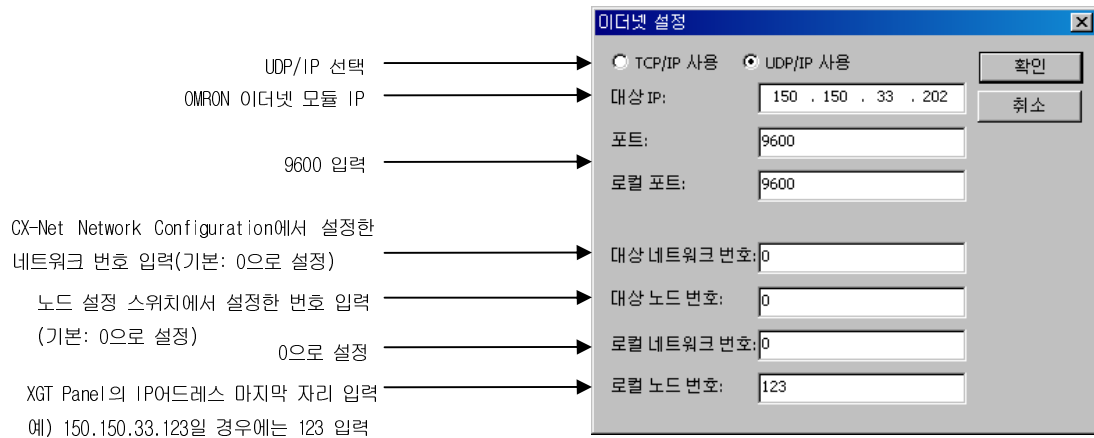 이더넷 설정
UDP/IP 선택
TCP/IP 사용 UDP/IP 사용
확인
OMRON 이더넷 모듈 IP
대상 IP: 150 . 150 . 33 . 202
취소
포트: 9600
9600 입력
로컬 포트: 9600
CX-Net Network Configuration에서 설정한
네트워크 번호 입력(기본: 0으로 설정)
대상 네트워크 번호: 0
노드 설정 스위치에서 설정한 번호 입력
(기본: 0으로 설정)
대상 노드 번호: 0
0으로 설정
로컬 네트워크 번호: 0
XGT Panel의 IP어드레스 마지막 자리 입력
예) 150.150.33.123일 경우에는 123 입력
로컬 노드 번호: 123